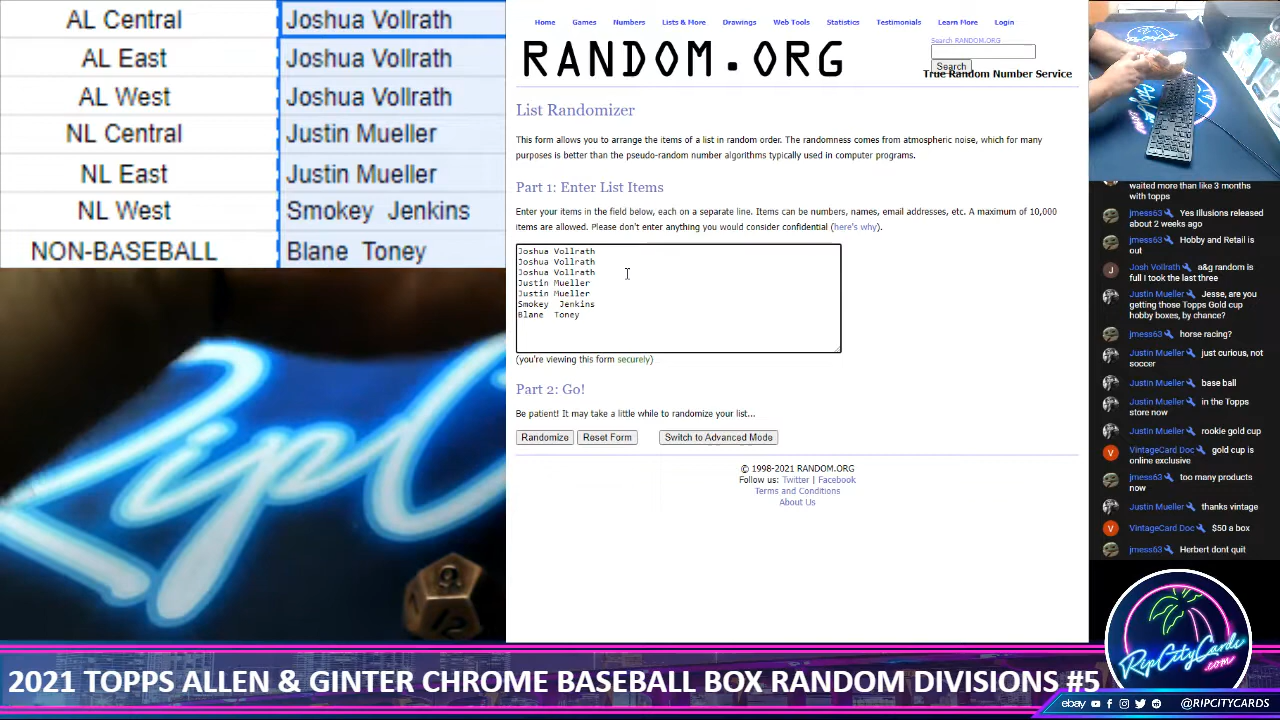 AL Central Joshua Vollrath
AL East Joshua Vollrath
AL West Joshua Vollrath
NL Central Justin Mueller
NL East Justin Mueller
NL West Smokey Jenkins
NON-BASEBALL Blane Toney
Home Games Numbers Lists & More Drawings Web Tools Statistics Testimonials Learn More Login
RANDOM.ORG
Search RANDOM.ORG
Search
True Random Number Service
List Randomizer
This form allows you to arrange the items of a list in random order. The randomness comes from atmospheric noise, which for many
purposes is better than the pseudo-random number algorithms typically used in computer programs.
Part 1: Enter List Items
Enter your items in the field below, each on a separate line. Items can be numbers, names, email addresses, etc. A maximum of 10,000
items are allowed. Please don't enter anything you would consider confidential (here's why).
Joshua Vollrath
Joshua Vollrath
Joshua Vollrath
Justin Mueller
Justin Mueller
Smokey Jenkins
Blane Toney
(you're viewing this form securely)
Part 2: Go!
Be patient! It may take a little while to randomize your list...
Randomize Reset Form Switch to Advanced Mode
© 1998-2021 RANDOM.ORG
Follow us: Twitter | Facebook
Terms and Conditions
About Us
waited more than like 3 months
with topps
jmess63 Yes Illusions released
about 2 weeks ago
jmess63 Hobby and Retail is
out
J Josh Vollrath a&g random is
full I took the last three
Justin Mueller Jesse, are you
getting those Topps Gold cup
hobby boxes, by chance?
jmess63 horse racing?
Justin Mueller just curious, not
soccer
Justin Mueller base ball
Justin Mueller in the Topps
store now
Justin Mueller rookie gold cup
V VintageCard Doc gold cup is
online exclusive
jmess63 too many products
now
Justin Mueller thanks vintage
V VintageCard Doc $50 a box
jmess63 Herbert dont quit
12
RipCityCards
.com
2021 TOPPS ALLEN & GINTER CHROME BASEBALL BOX RANDOM DIVISIONS #5
ebay @RIPCITYCARDS